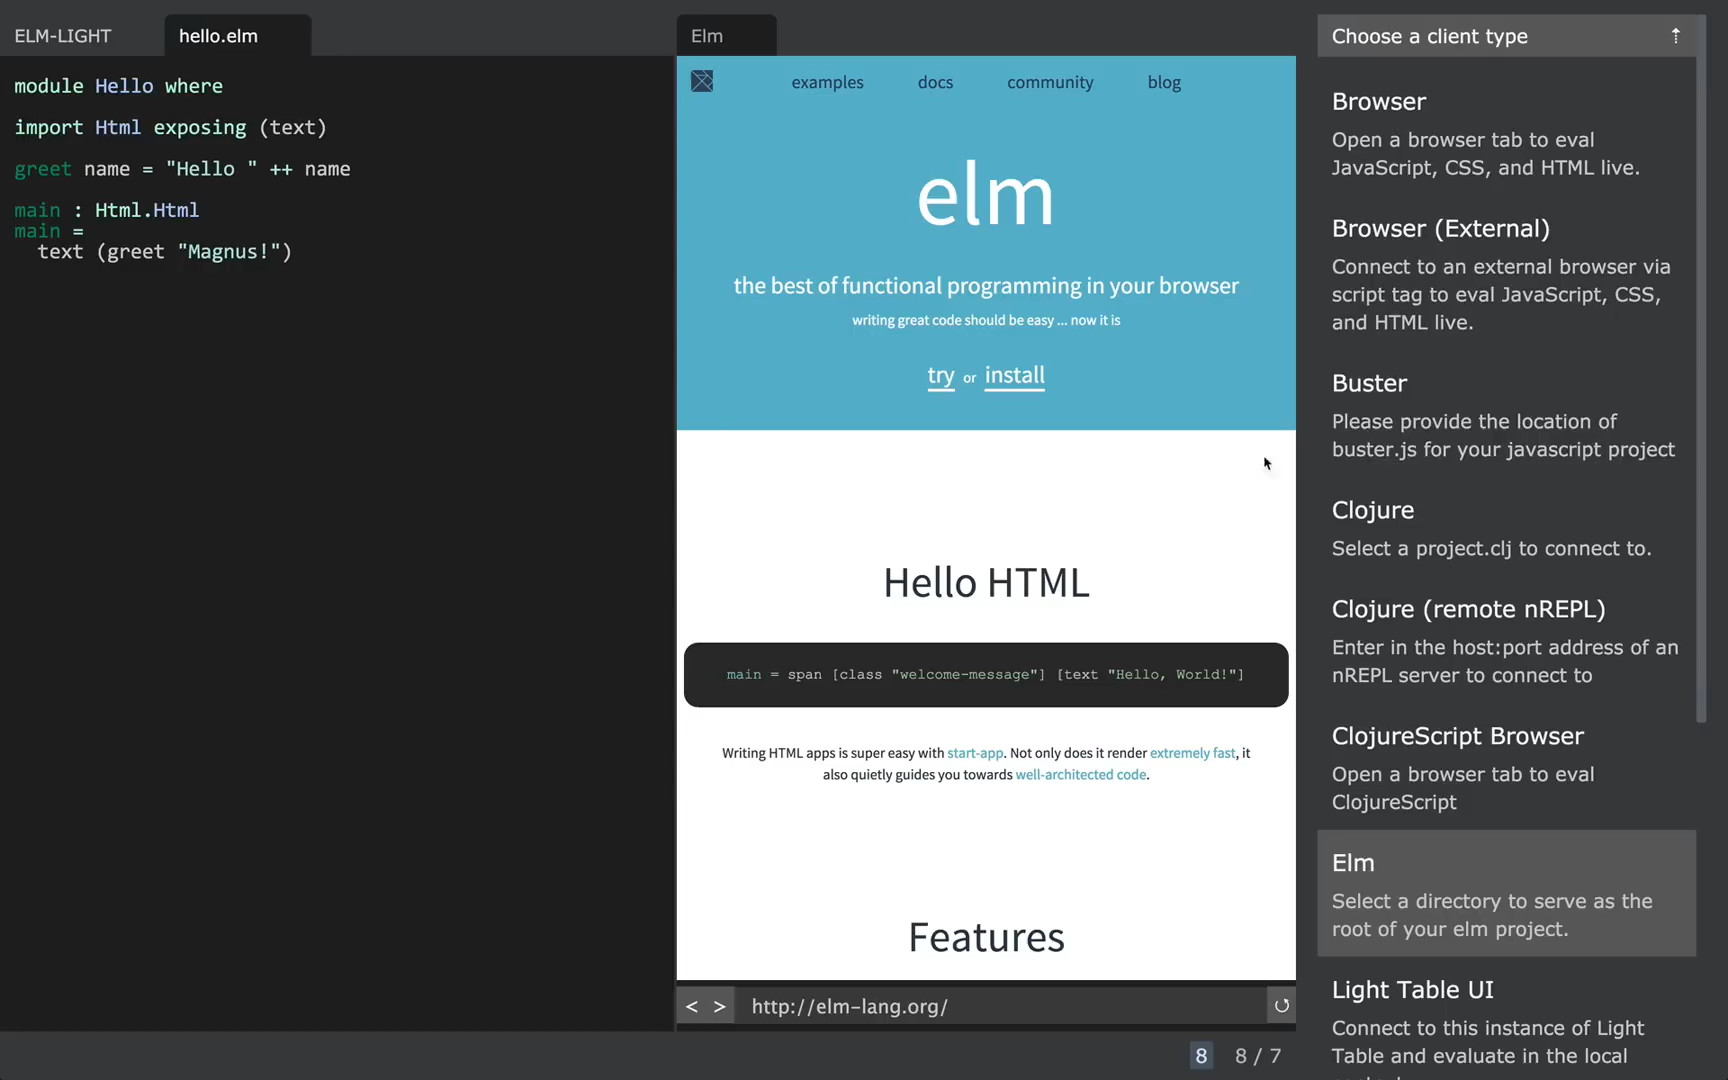 ELM-LIGHT
hello.elm
module Hello where
import Html exposing (text)
greet name = "Hello " ++ name
main : Html.Html
main =
text (greet "Magnus!")
Elm
examples docs community blog
elm
the best of functional programming in your browser
writing great code should be easy ... now it is
try or install
Hello HTML
main = span [class "welcome-message"] [text "Hello, World!"]
Writing HTML apps is super easy with start-app. Not only does it render extremely fast, it
also quietly guides you towards well-architected code.
Features
< > http://elm-lang.org/
8 8 / 7
Choose a client type
Browser
Open a browser tab to eval
JavaScript, CSS, and HTML live.
Browser (External)
Connect to an external browser via
script tag to eval JavaScript, CSS,
and HTML live.
Buster
Please provide the location of
buster.js for your javascript project
Clojure
Select a project.clj to connect to.
Clojure (remote nREPL)
Enter in the host:port address of an
nREPL server to connect to
ClojureScript Browser
Open a browser tab to eval
ClojureScript
Elm
Select a directory to serve as the
root of your elm project.
Light Table UI
Connect to this instance of Light
Table and evaluate in the local